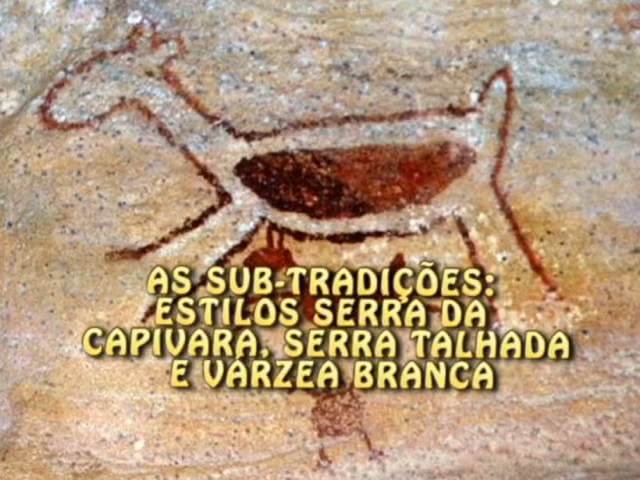 AS SUB-TRADIÇÕES:
ESTILOS SERRA DA
CAPIVARA, SERRA TALHADA
E VÁRZEA BRANCA